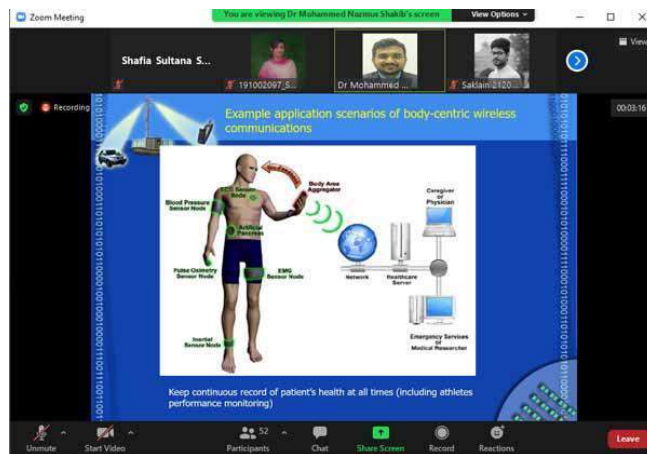 Zoom Meeting
You are viewing Dr Mohammed Nazmus Shakib's screen
View Options
Shafia Sultana S...
191002097_S...
Dr Mohammed ...
Saklain 2120...
View
Recording
00:03:16
Example application scenarios of body-centric wireless
communications
ECG Sensor
Node
Body Area
Aggregator
Blood Pressure
Sensor Node
Artificial
Pancreas
Pulse Oximetry
Sensor Node
EMG
Sensor Node
Inertial
Sensor Node
Caregiver
or
Physician
Network
Healthcare
Server
Emergency Services
or
Medical Researcher
Keep continuous record of patient's health at all times (including athletes
performance monitoring)
Unmute
Start Video
52
Participants
Chat
Share Screen
Record
Reactions
Leave